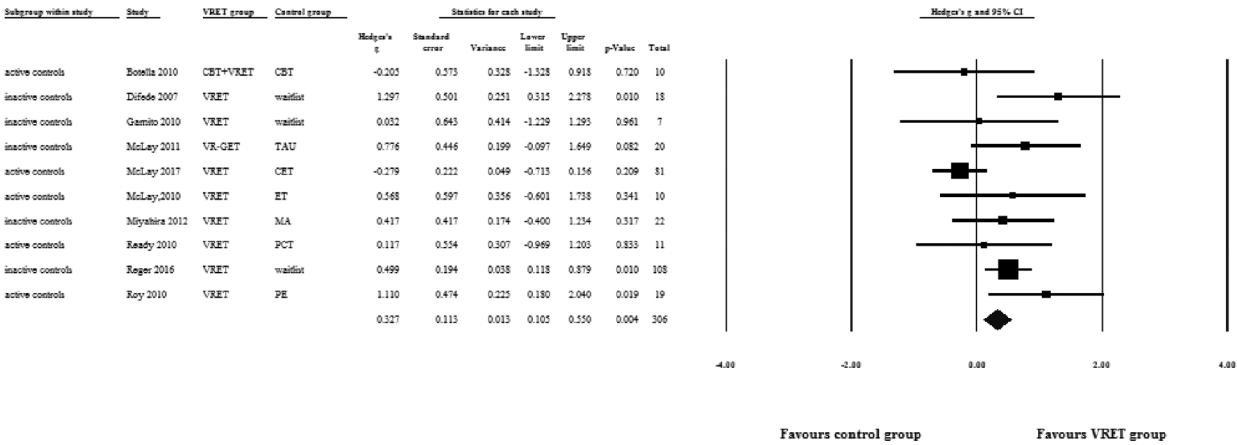 Subgroup within study Study VRET group Control group Statistics for each study Hedges's g and 95% CI
Hedges's g Standard error Variance Lower limit Upper limit p-Value Total
active controls Botella 2010 CBT+VRET CBT -0.205 0.573 0.328 -1.328 0.918 0.720 10
inactive controls Difede 2007 VRET waitlist 1.297 0.501 0.251 0.315 2.278 0.010 18
inactive controls Gamito 2010 VRET waitlist 0.032 0.643 0.414 -1.229 1.293 0.961 7
inactive controls McLay 2011 VR-GET TAU 0.776 0.446 0.199 -0.097 1.649 0.082 20
active controls McLay 2017 VRET CET -0.279 0.222 0.049 -0.713 0.156 0.209 81
active controls McLay,2010 VRET ET 0.568 0.597 0.356 -0.601 1.738 0.341 10
inactive controls Miyahira 2012 VRET MA 0.417 0.417 0.174 -0.400 1.234 0.317 22
active controls Ready 2010 VRET PCT 0.117 0.554 0.307 -0.969 1.203 0.833 11
inactive controls Reger 2016 VRET waitlist 0.499 0.194 0.038 0.118 0.879 0.010 108
active controls Roy 2010 VRET PE 1.110 0.474 0.225 0.180 2.040 0.019 19
0.327 0.113 0.013 0.105 0.550 0.004 306
-4.00 -2.00 0.00 2.00 4.00
Favours control group Favours VRET group